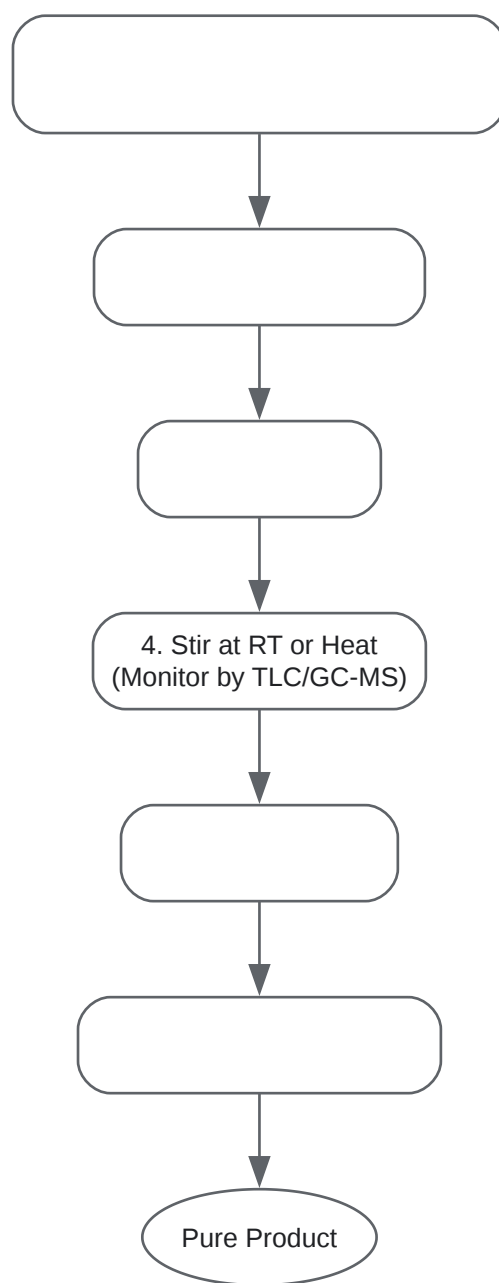 4. Stir at RT or Heat
(Monitor by TLC/GC-MS)
Pure Product